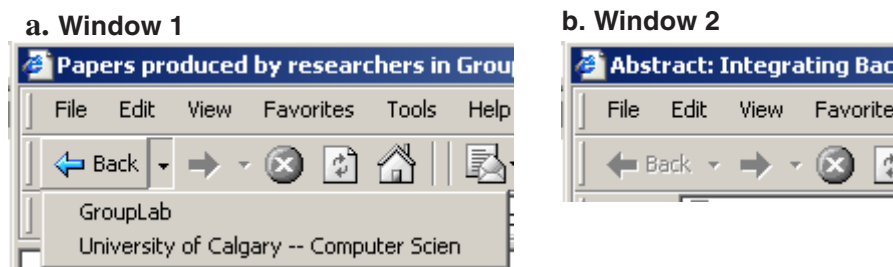 a. Window 1
Papers produced by researchers in Grou
File Edit View Favorites Tools Help
Back
GroupLab
University of Calgary -- Computer Scien
b. Window 2
Abstract: Integrating Bac
File Edit View Favorite
Back